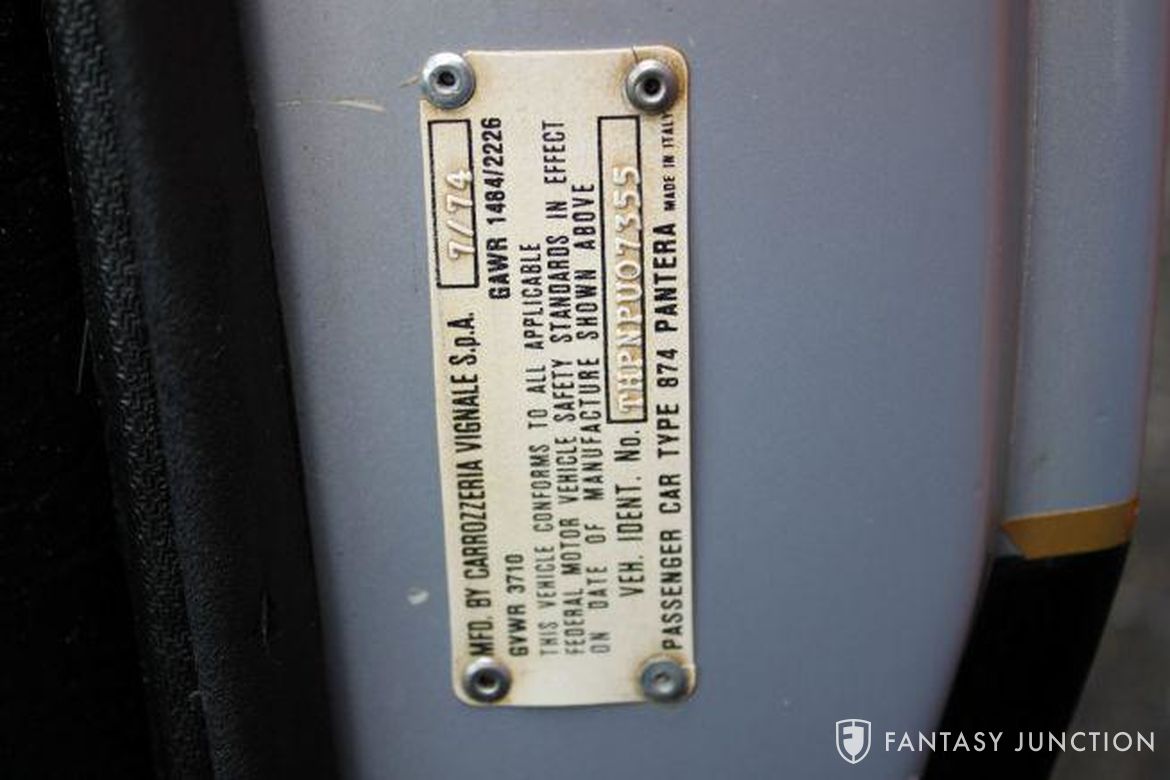 MFD. BY CARROZZERIA VIGNALE S.p.A. 7/74
GVWR 3710 GAWR 1484/2226
THIS VEHICLE CONFORMS TO ALL APPLICABLE
FEDERAL MOTOR VEHICLE SAFETY STANDARDS IN EFFECT
ON DATE OF MANUFACTURE SHOWN ABOVE
VEH. IDENT. No. THPNPU07355
PASSENGER CAR TYPE 874 PANTERA MADE IN ITALY
FANTASY JUNCTION